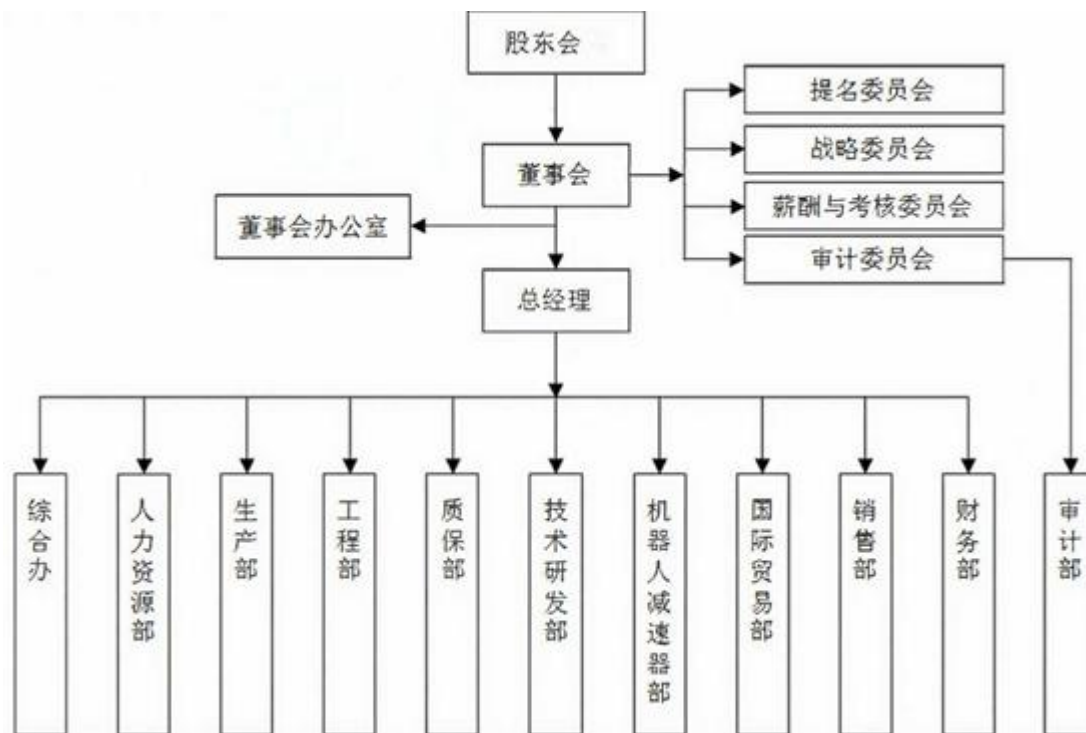 股东会
提名委员会
战略委员会
董事会
薪酬与考核委员会
董事会办公室
审计委员会
总经理
综合办
人力资源部
生产部
工程部
质保部
技术研发部
机器人减速器部
国际贸易部
销售部
财务部
审计部